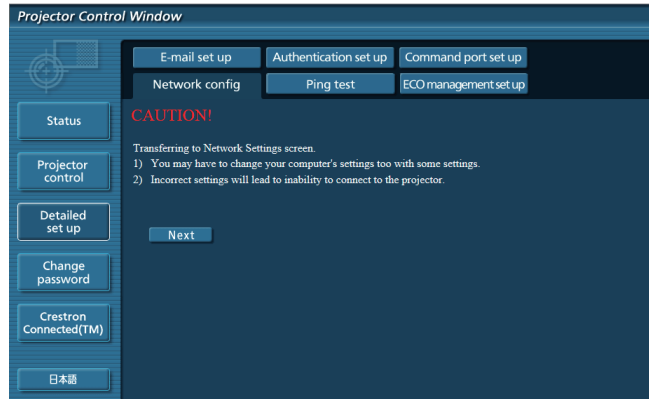 Projector Control Window
E-mail set up
Authentication set up
Command port set up
Network config
Ping test
ECO management set up
Status
Projector
control
Detailed
set up
Change
password
Crestron
Connected(TM)
日本語
CAUTION!
Transferring to Network Settings screen.
1) You may have to change your computer's settings too with some settings.
2) Incorrect settings will lead to inability to connect to the projector.
Next